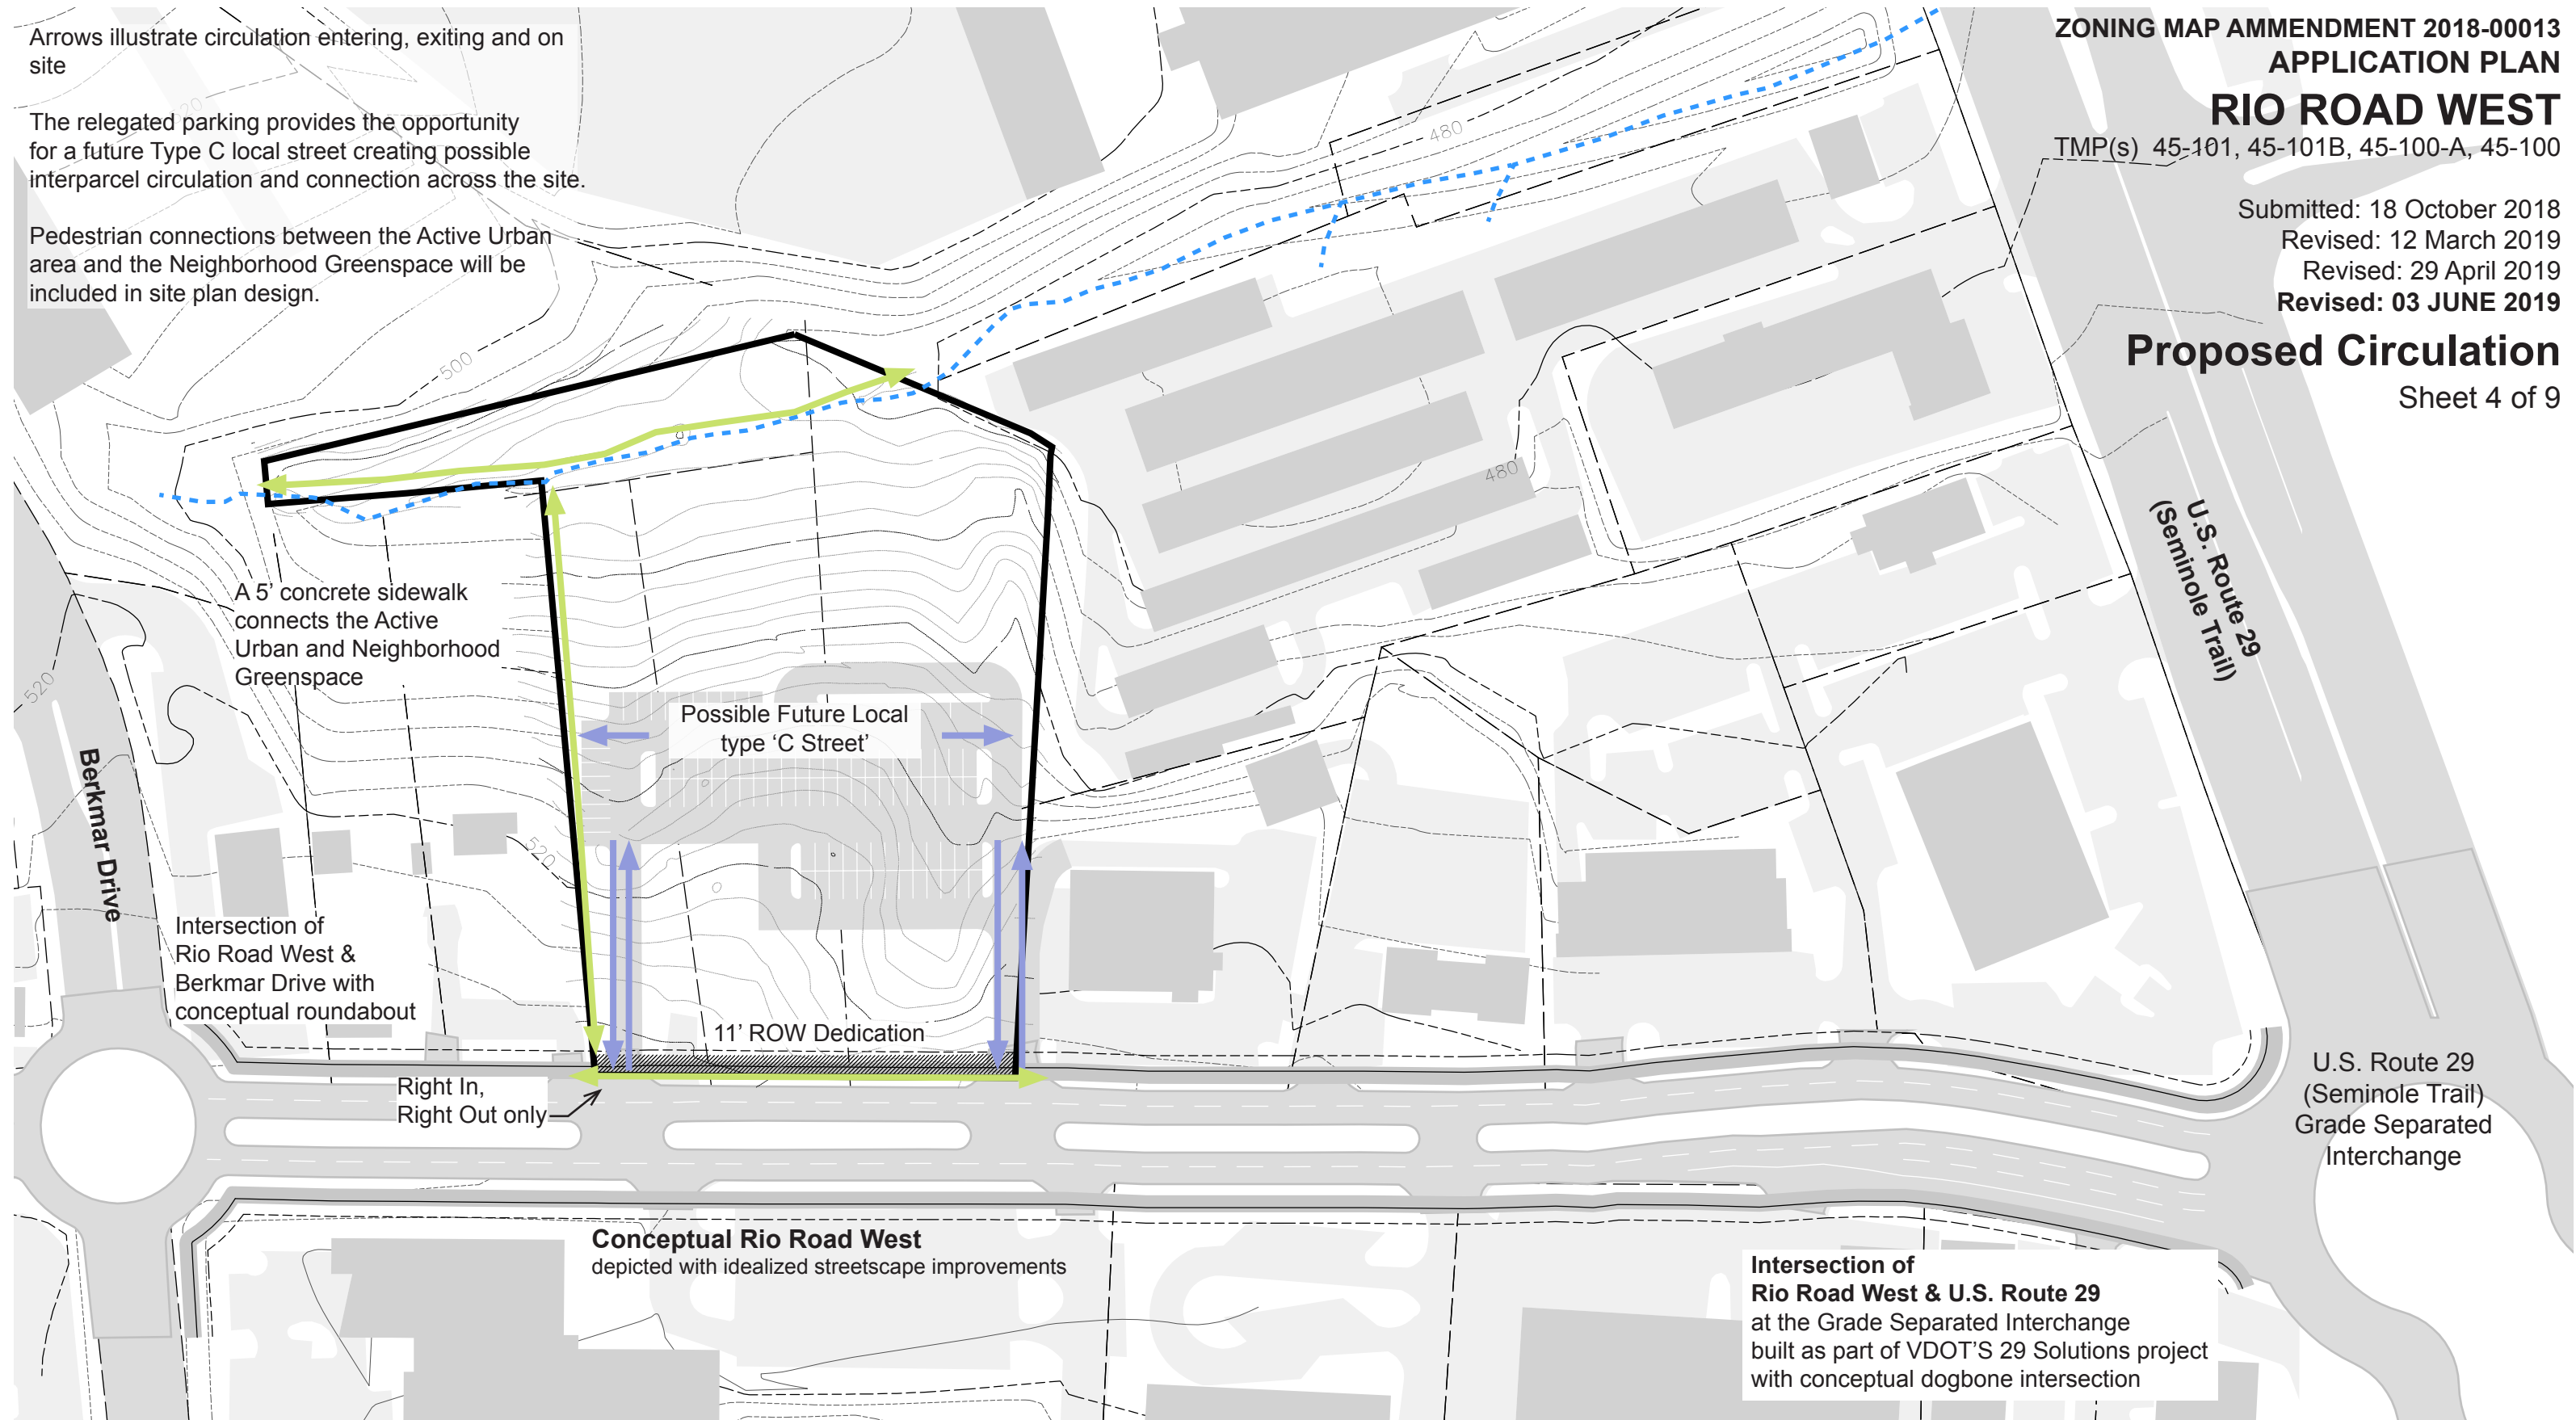 Arrows illustrate circulation entering, exiting and on
site
The relegated parking provides the opportunity
for a future Type C local street creating possible
interparcel circulation and connection across the site.
Pedestrian connections between the Active Urban
area and the Neighborhood Greenspace will be
included in site plan design.
ZONING MAP AMMENDMENT 2018-00013
APPLICATION PLAN
RIO ROAD WEST
TMP(s) 45-101, 45-101B, 45-100-A, 45-100
Submitted: 18 October 2018
Revised: 12 March 2019
Revised: 29 April 2019
Revised: 03 JUNE 2019
Proposed Circulation
Sheet 4 of 9
520
480
500
480
U.S. Route 29
(Seminole Trail)
A 5' concrete sidewalk
connects the Active
Urban and Neighborhood
Greenspace
520
Possible Future Local
type 'C Street'
Berkmar Drive
520
Intersection of
Rio Road West &
Berkmar Drive with
conceptual roundabout
11' ROW Dedication
Right In,
Right Out only
U.S. Route 29
(Seminole Trail)
Grade Separated
Interchange
Conceptual Rio Road West
depicted with idealized streetscape improvements
Intersection of
Rio Road West & U.S. Route 29
at the Grade Separated Interchange
built as part of VDOT'S 29 Solutions project
with conceptual dogbone intersection